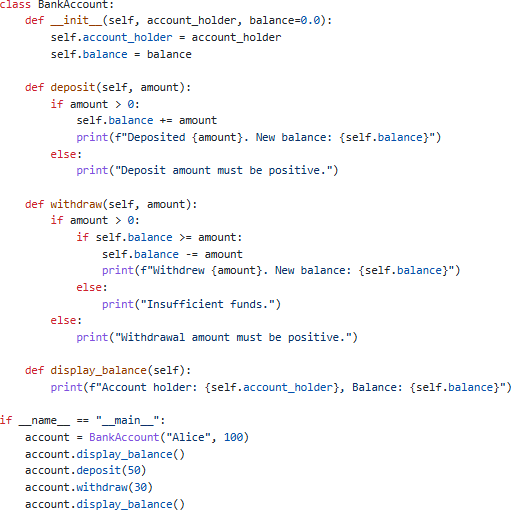 class BankAccount:
    def __init__(self, account_holder, balance=0.0):
        self.account_holder = account_holder
        self.balance = balance

    def deposit(self, amount):
        if amount > 0:
            self.balance += amount
            print(f"Deposited {amount}. New balance: {self.balance}")
        else:
            print("Deposit amount must be positive.")

    def withdraw(self, amount):
        if amount > 0:
            if self.balance >= amount:
                self.balance -= amount
                print(f"Withdrew {amount}. New balance: {self.balance}")
            else:
                print("Insufficient funds.")
        else:
            print("Withdrawal amount must be positive.")

    def display_balance(self):
        print(f"Account holder: {self.account_holder}, Balance: {self.balance}")

if __name__ == "__main__":
    account = BankAccount("Alice", 100)
    account.display_balance()
    account.deposit(50)
    account.withdraw(30)
    account.display_balance()